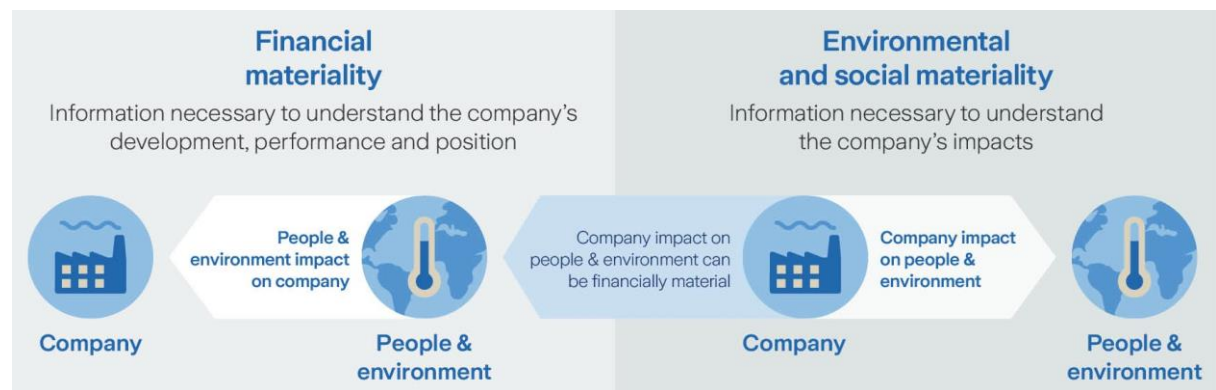 Financial
materiality
Information necessary to understand the company's
development, performance and position
Environmental
and social materiality
Information necessary to understand
the company's impacts
People &
environment impact
on company
Company impact on
people & environment can
be financially material
Company impact
on people &
environment
Company
People &
environment
Company
People &
environment